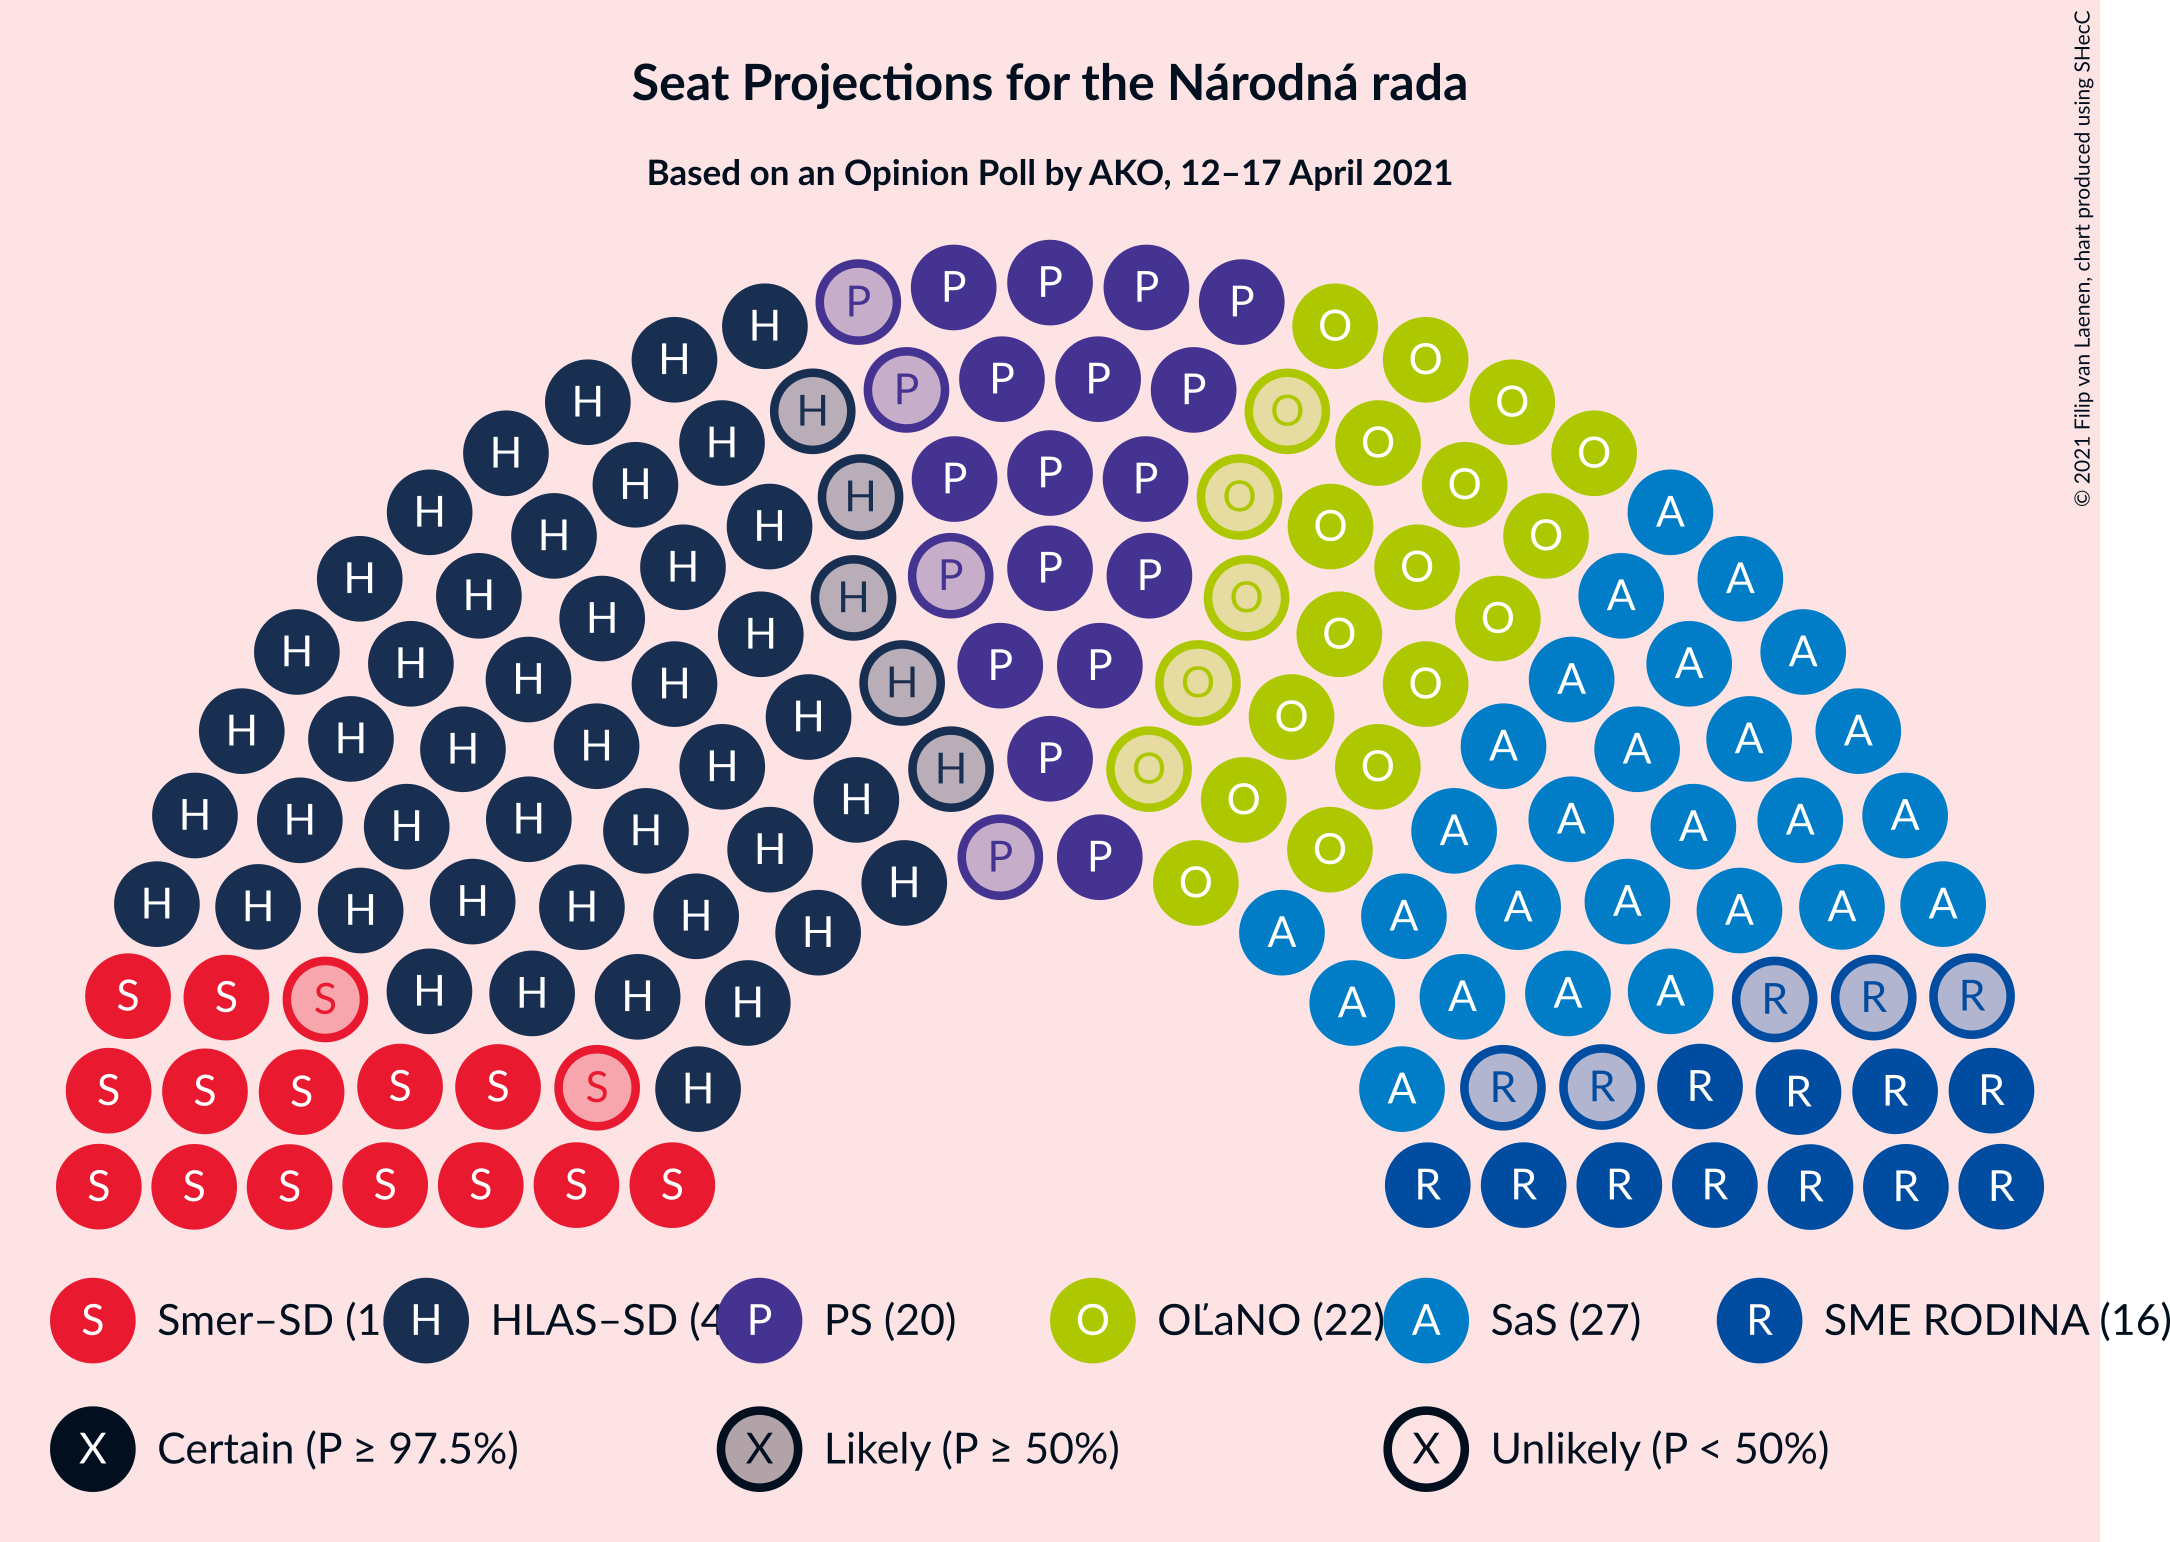 Seat Projections for the Národná rada
Based on an Opinion Poll by AKO, 12–17 April 2021
© 2021 Filip van Laenen, chart produced using SHecC
P P P P P
H H O O
H P P P P O
H H H O O O
H H P P P O O O
H H H O O O A
H H P P P O O O A
H H H H O O A A
H H H H P P O O O A A A
H H H H O O A A A
H H H H P O O A A A A
H H H H H O O A A A A A
H H H H H H P P O A A A A A A
H H A A
S S S H H H H A A A A R R R
S S S S S S H A R R R R R R
S S S S S S S R R R R R R R
S Smer–SD (1 H HLAS–SD (4 P PS (20) O OĽaNO (22) A SaS (27) R SME RODINA (16)
X Certain (P ≥ 97.5%) X Likely (P ≥ 50%) X Unlikely (P < 50%)